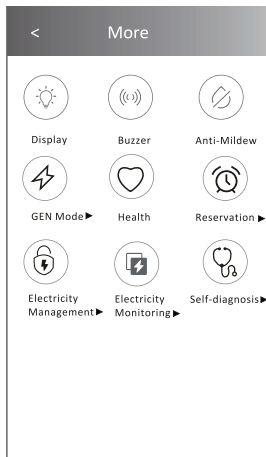 < More
Display Buzzer Anti-Mildew
GEN Mode▶ Health Reservation▶
Electricity Electricity Self-diagnosis▶
Management▶ Monitoring▶